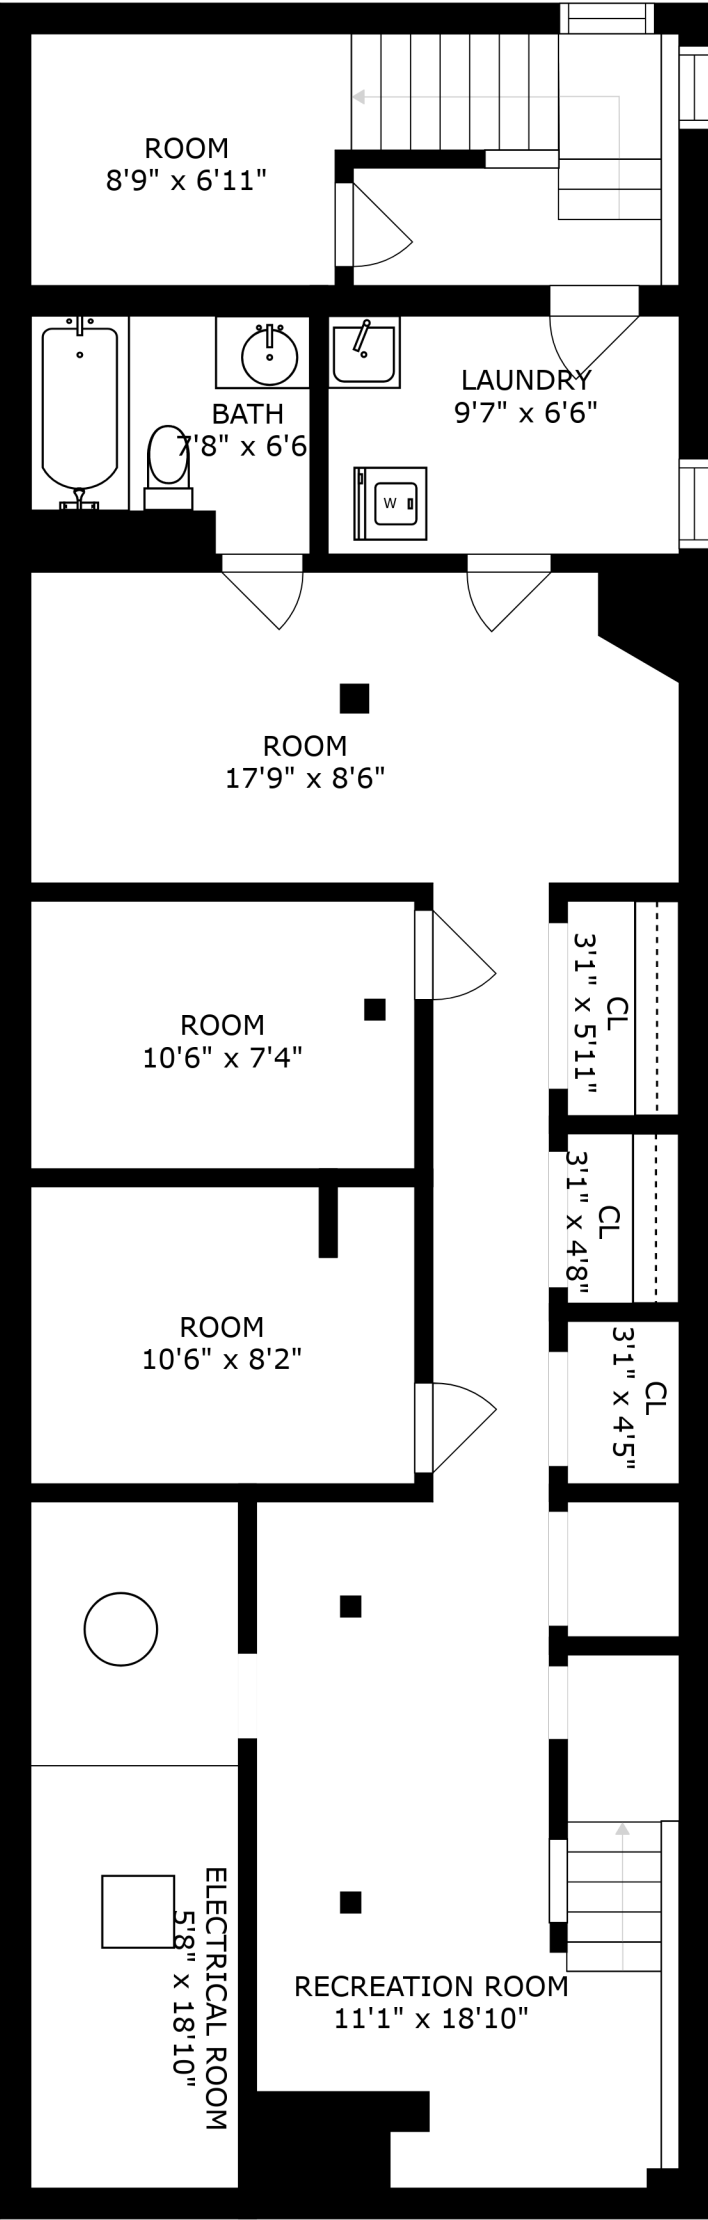 ROOM
8'9" x 6'11"
LAUNDRY
9'7" x 6'6"
BATH
7'8" x 6'6
W
ROOM
17'9" x 8'6"
CL
3'1" x 5'11"
ROOM
10'6" x 7'4"
CL
3'1" x 4'8"
ROOM
10'6" x 8'2"
CL
3'1" x 4'5"
ELECTRICAL ROOM
5'8" x 18'10"
RECREATION ROOM
11'1" x 18'10"